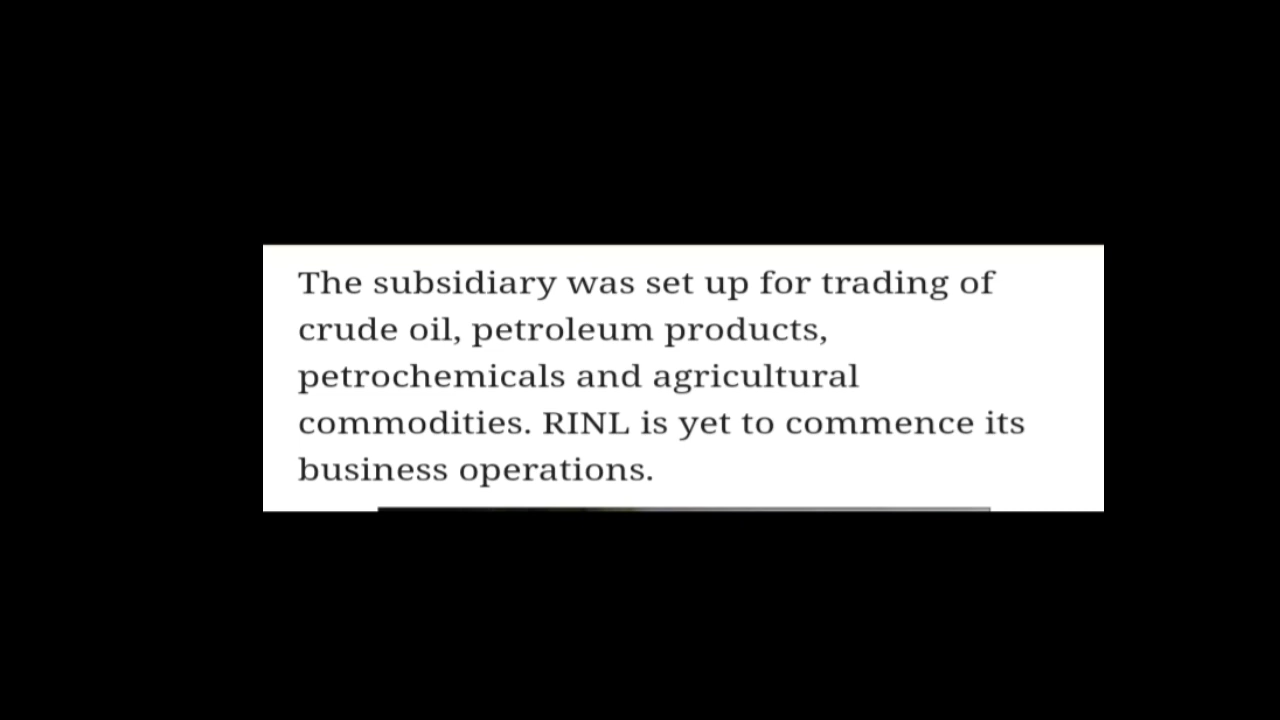 The subsidiary was set up for trading of
crude oil, petroleum products,
petrochemicals and agricultural
commodities. RINL is yet to commence its
business operations.